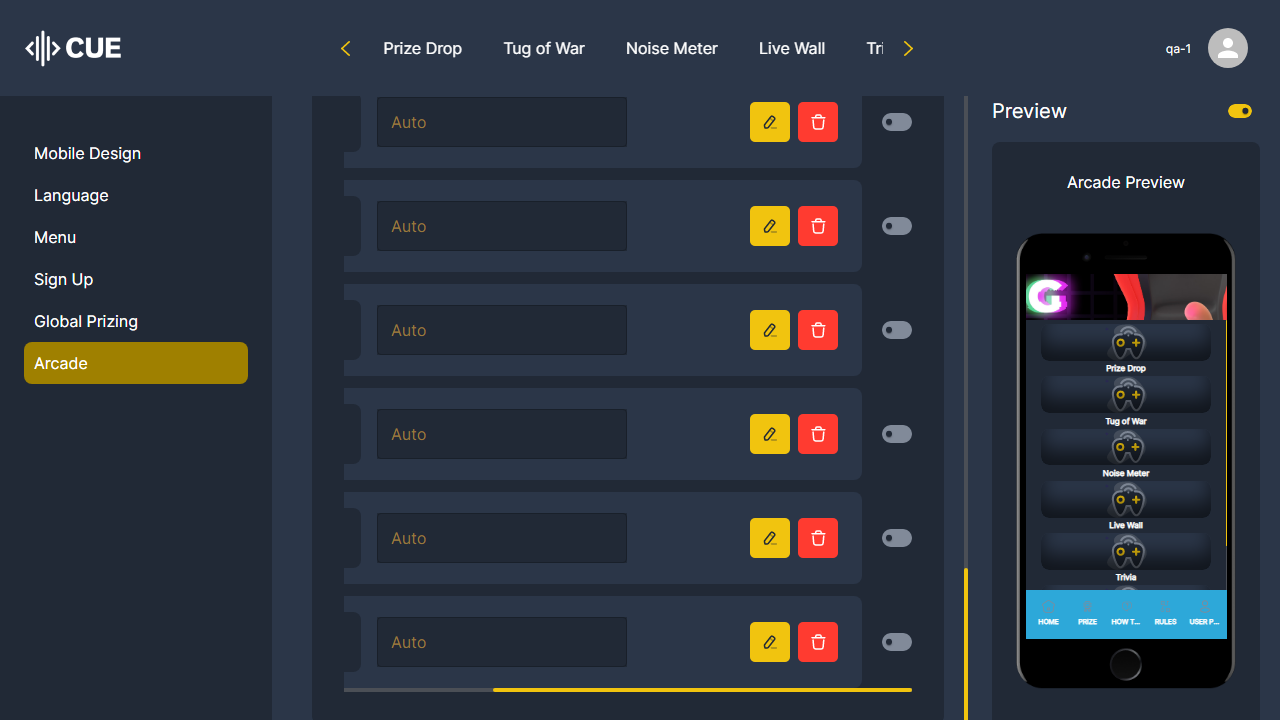 CUE
Prize Drop
Tug of War
Noise Meter
Live Wall
Tri
qa-1
Mobile Design
Language
Menu
Sign Up
Global Prizing
Arcade
Auto
Auto
Auto
Auto
Auto
Auto
Preview
Arcade Preview
G
Prize Drop
Tug of War
Noise Meter
Live Wall
Trivia
HOME
PRIZE
HOW T...
RULES
USER P...